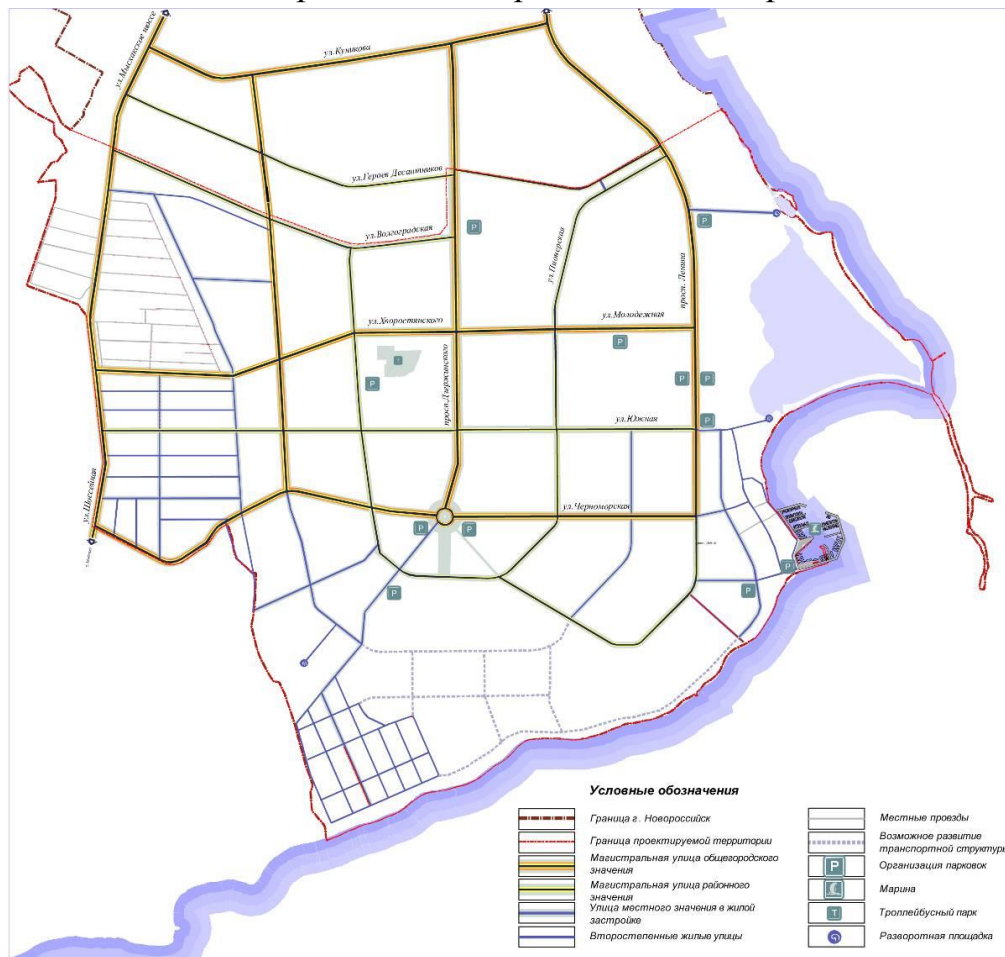 ул.Мысхакское шоссе
ул.Куникова
ул.Героев Десантников
ул.Волгоградская
ул.Пионерская
просп. Ленина
P
P
ул.Хворостянского
ул.Молодежная
просп.Дзержинского
P
T
P
P
P
P
ул.Южная
ул.Шоссейная
ул.Черноморская
P
P
P
P
P
Условные обозначения
Граница г. Новороссийск
Граница проектируемой территории
Магистральная улица общегородского
значения
Магистральная улица районного
значения
Улица местного значения в жилой
застройке
Второстепенные жилые улицы
Местные проезды
Возможное развитие
транспортной структуры
P
Организация парковок
Марина
T
Троллейбусный парк
Разворотная площадка